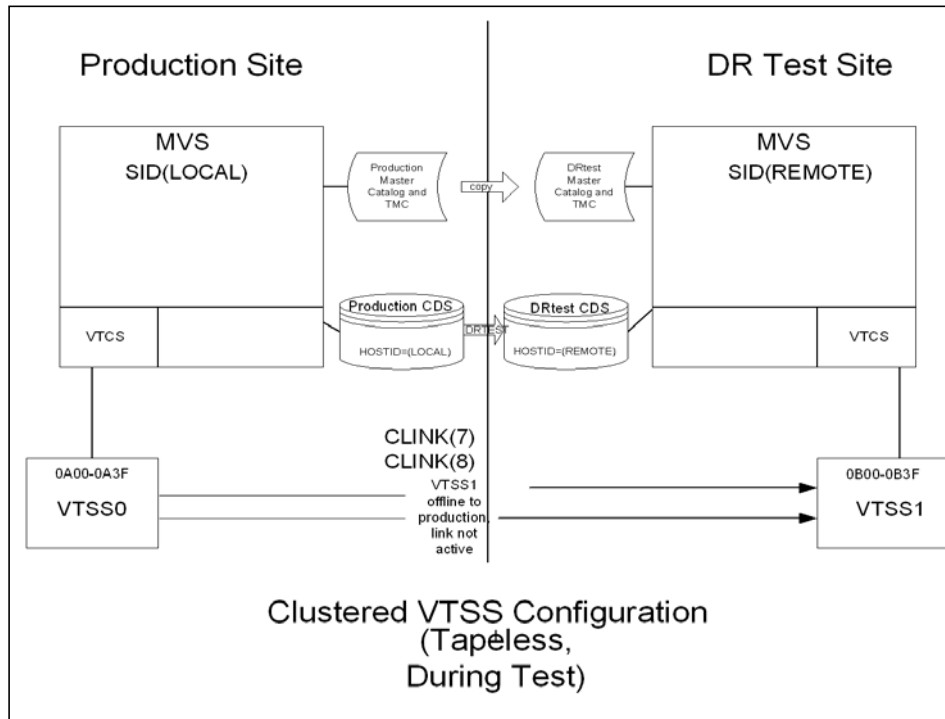 Production Site
DR Test Site
MVS
SID(LOCAL)
Production
Master
Catalog and
TMC
copy
DRtest
Master
Catalog and
TMC
MVS
SID(REMOTE)
VTCS
Production CDS
HOSTID=(LOCAL)
DRTEST
DRtest CDS
HOSTID=(REMOTE)
VTCS
CLINK(7)
CLINK(8)
VTSS1
offline to
production,
link not
active
0A00-0A3F
VTSS0
0B00-0B3F
VTSS1
Clustered VTSS Configuration
(Tapeless,
During Test)